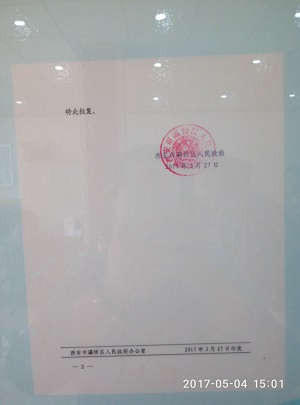 特此批复。
西安市灞桥区人民政府
2017年3月27日
西安市灞桥区人民政府办公室 2017年3月27日印发
— 2 —
2017-05-04 15:01